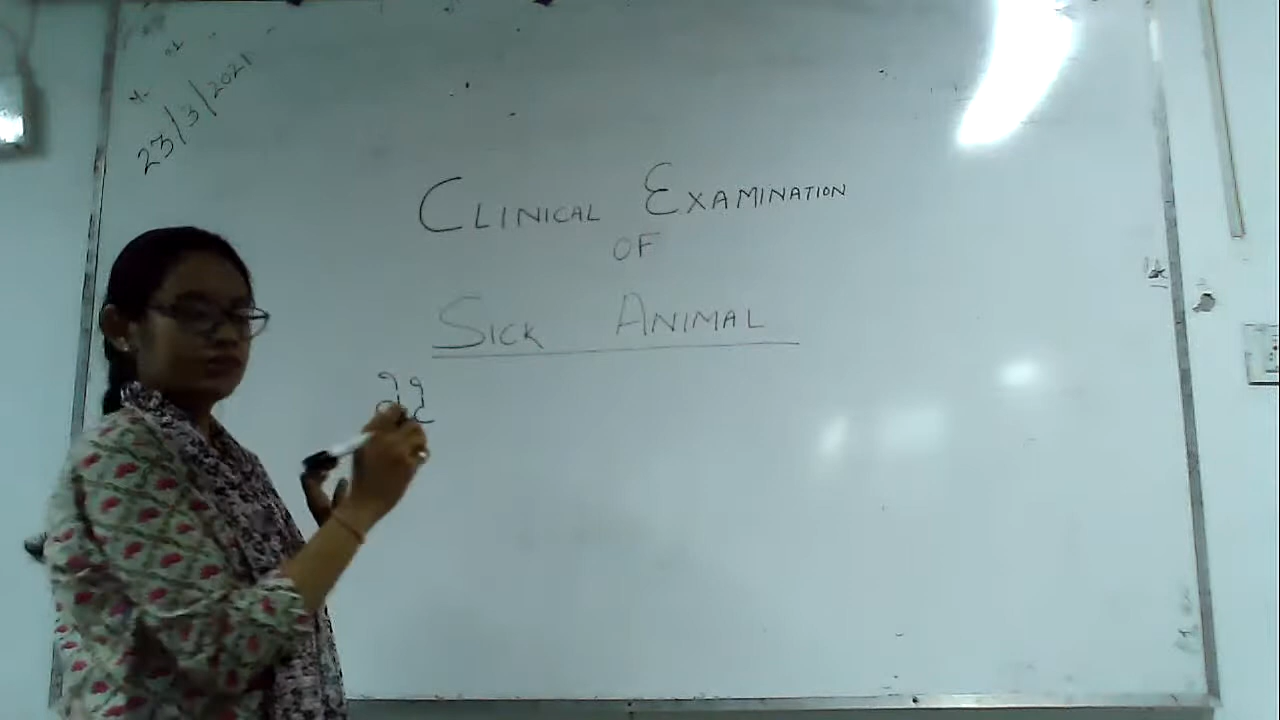 23/3/2021
CLINICAL EXAMINATION
OF
SICK ANIMAL